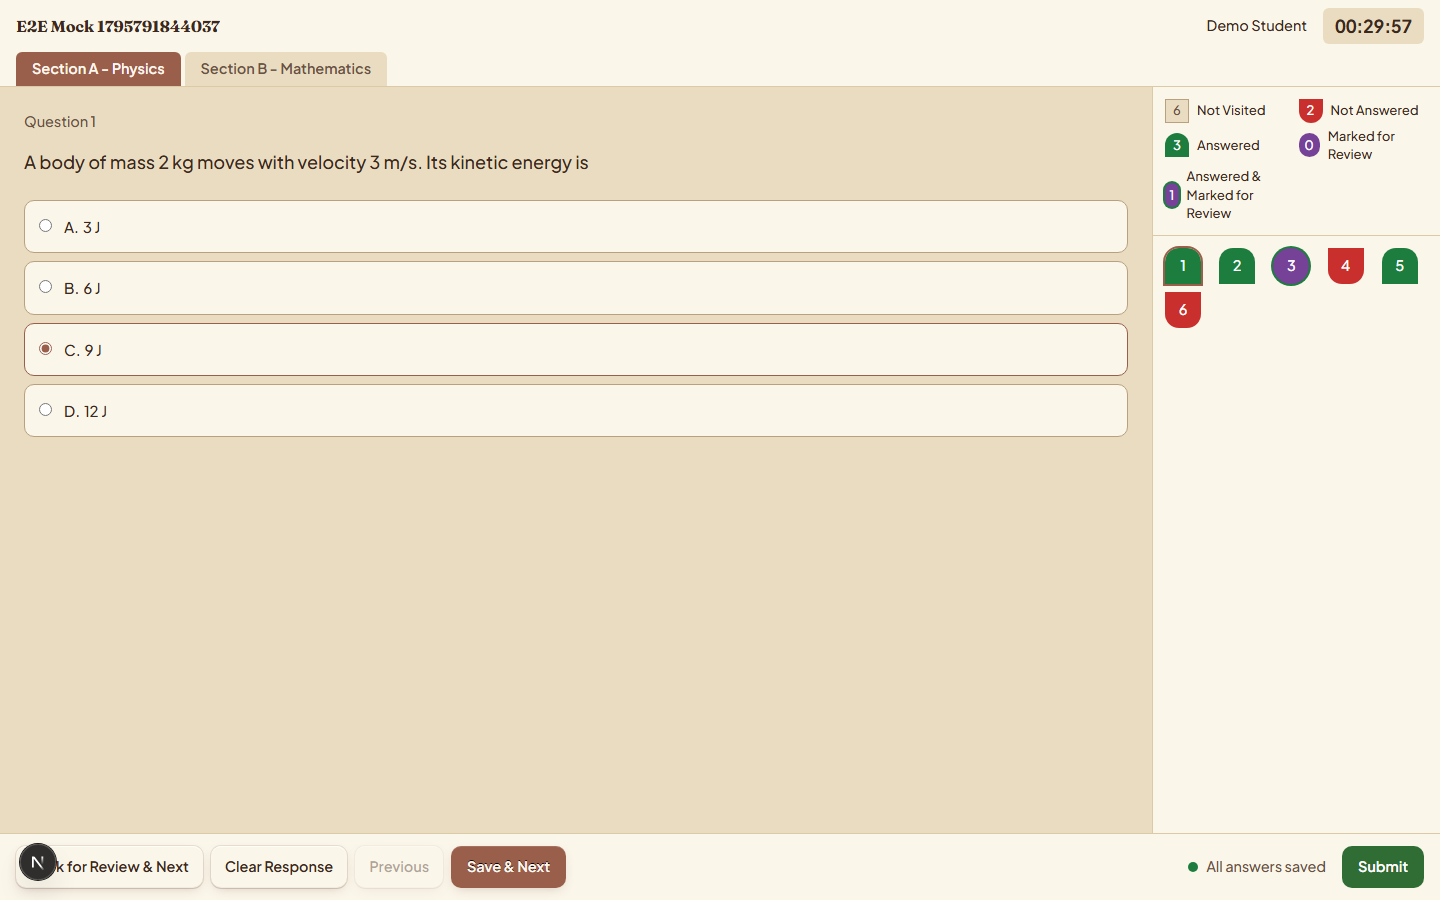 E2E Mock 1795791844037
Demo Student
00:29:57
Section A - Physics
Section B - Mathematics
Question 1
A body of mass 2 kg moves with velocity 3 m/s. Its kinetic energy is
A. 3 J
B. 6 J
C. 9 J
D. 12 J
6 Not Visited
2 Not Answered
3 Answered
0 Marked for
Review
1 Answered &
Marked for
Review
1 2 3 4 5
6
N
k for Review & Next
Clear Response
Previous
Save & Next
All answers saved
Submit